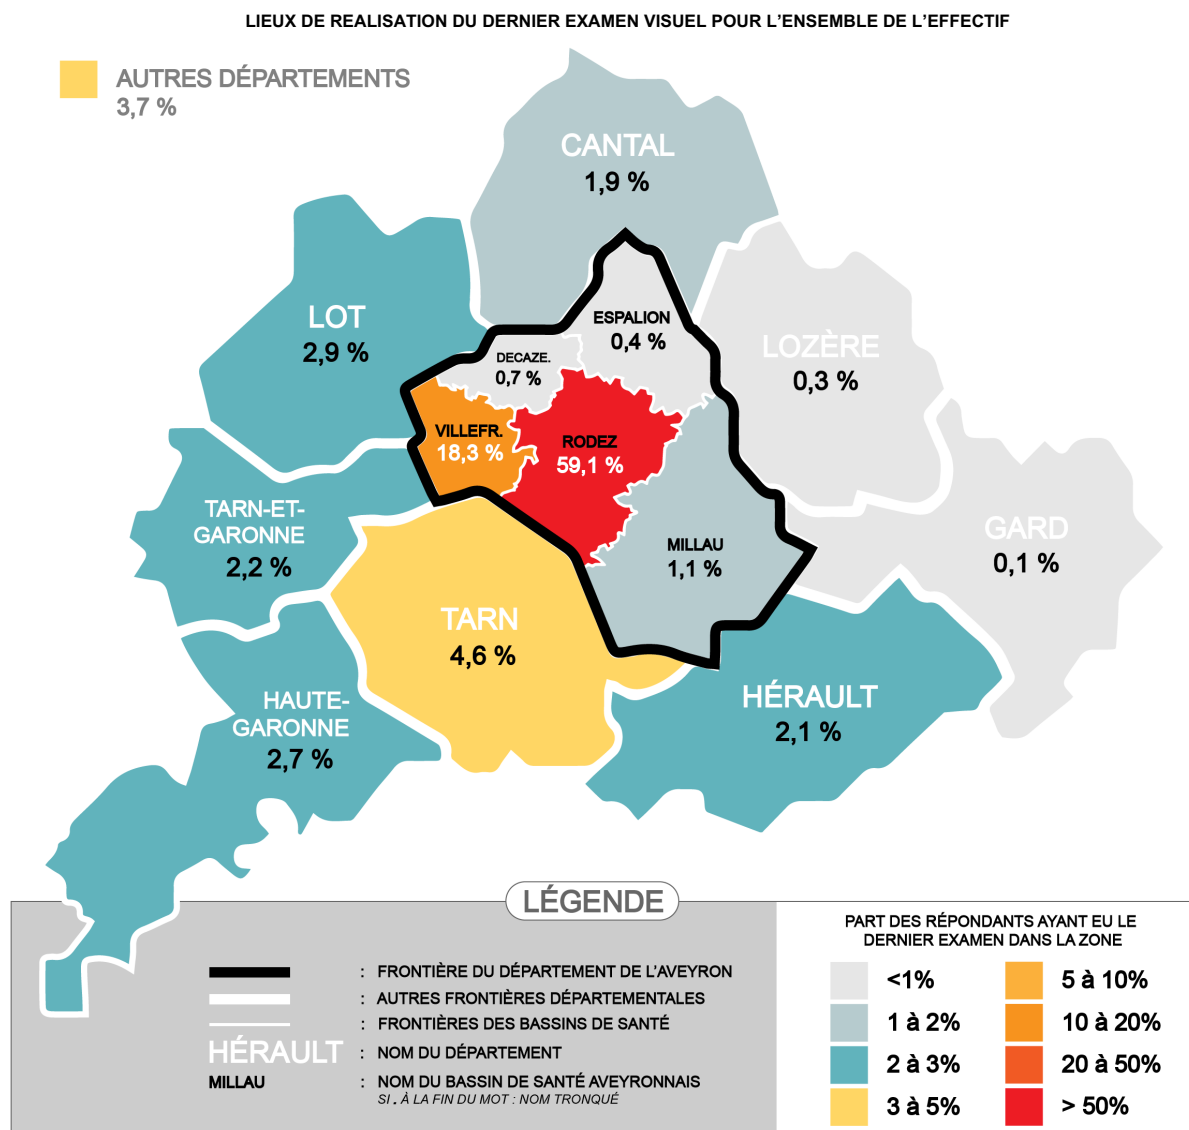 LIEUX DE REALISATION DU DERNIER EXAMEN VISUEL POUR L'ENSEMBLE DE L'EFFECTIF
AUTRES DÉPARTEMENTS
3,7 %
CANTAL
1,9 %
LOT
2,9 %
ESPALION
0,4 %
DECAZE.
0,7 %
LOZÈRE
0,3 %
VILLEFR.
18,3 %
RODEZ
59,1 %
TARN-ET-
GARONNE
2,2 %
MILLAU
1,1 %
GARD
0,1 %
TARN
4,6 %
HAUTE-
GARONNE
2,7 %
HÉRAULT
2,1 %
LÉGENDE
: FRONTIÈRE DU DÉPARTEMENT DE L'AVEYRON
: AUTRES FRONTIÈRES DÉPARTEMENTALES
: FRONTIÈRES DES BASSINS DE SANTÉ
HÉRAULT : NOM DU DÉPARTEMENT
MILLAU : NOM DU BASSIN DE SANTÉ AVEYRONNAIS
SI . À LA FIN DU MOT : NOM TRONQUÉ
PART DES RÉPONDANTS AYANT EU LE
DERNIER EXAMEN DANS LA ZONE
<1%
1 à 2%
2 à 3%
3 à 5%
5 à 10%
10 à 20%
20 à 50%
> 50%